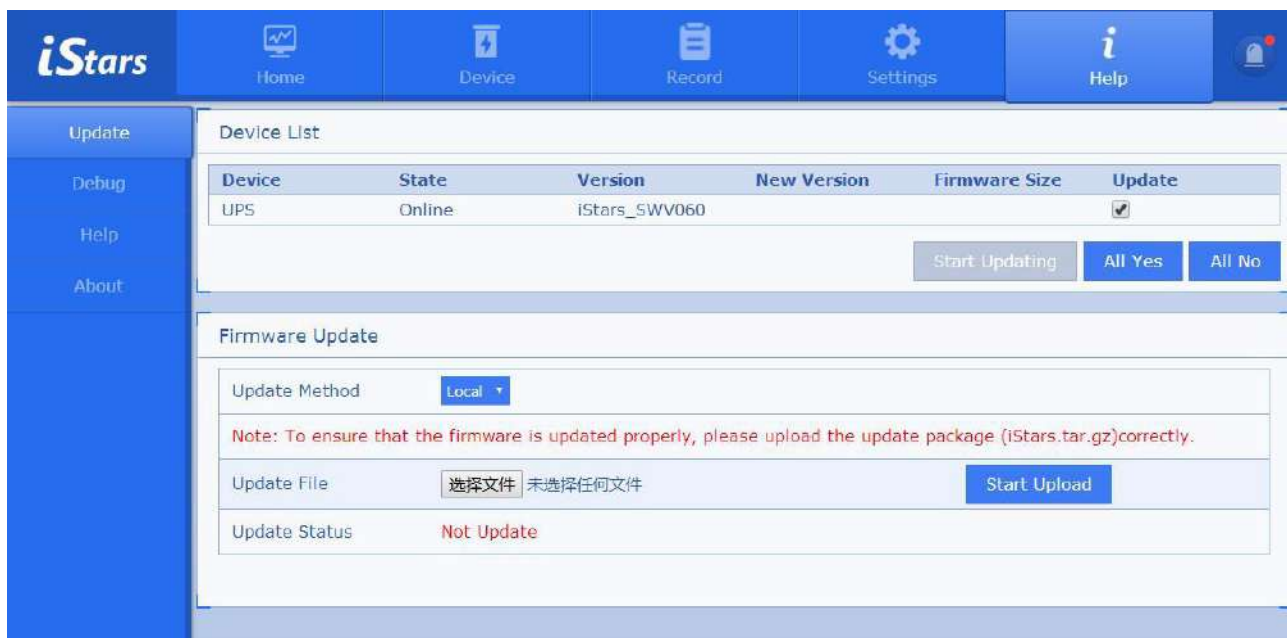 iStars
Home
Device
Record
Settings
i
Help
Update
Debug
Help
About
Device List
Device State Version New Version Firmware Size Update
UPS Online iStars_SWV060
Start Updating All Yes All No
Firmware Update
Update Method Local
Note: To ensure that the firmware is updated properly, please upload the update package (iStars.tar.gz)correctly.
Update File 选择文件 未选择任何文件 Start Upload
Update Status Not Update